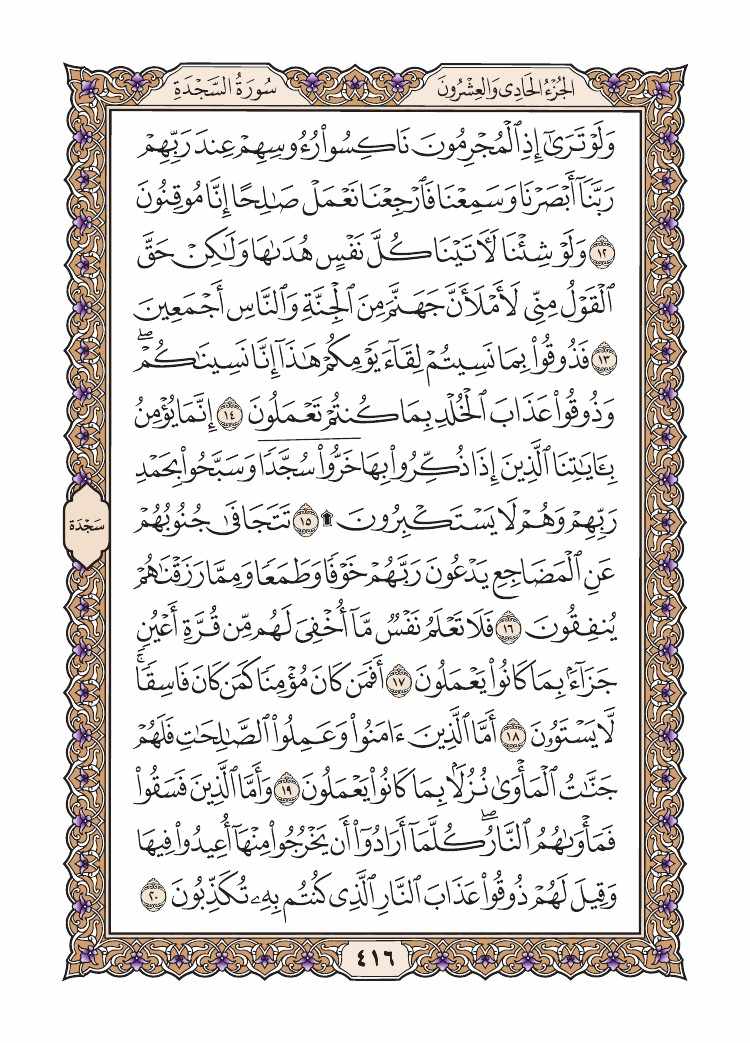 الجُزْءُ الحَادِي وَالعِشْرُونَ
سُورَةُ السَّجْدَةِ
وَلَوْ تَرَىٰٓ إِذِ ٱلْمُجْرِمُونَ نَاكِسُوا۟ رُءُوسِهِمْ عِندَ رَبِّهِمْ
رَبَّنَآ أَبْصَرْنَا وَسَمِعْنَا فَٱرْجِعْنَا نَعْمَلْ صَٰلِحًا إِنَّا مُوقِنُونَ
١٢ وَلَوْ شِئْنَا لَءَاتَيْنَا كُلَّ نَفْسٍ هُدَىٰهَا وَلَٰكِنْ حَقَّ
ٱلْقَوْلُ مِنِّى لَأَمْلَأَنَّ جَهَنَّمَ مِنَ ٱلْجِنَّةِ وَٱلنَّاسِ أَجْمَعِينَ
١٣ فَذُوقُوا۟ بِمَا نَسِيتُمْ لِقَآءَ يَوْمِكُمْ هَٰذَآ إِنَّا نَسِينَٰكُمْ ۖ
وَذُوقُوا۟ عَذَابَ ٱلْخُلْدِ بِمَا كُنتُمْ تَعْمَلُونَ ١٤ إِنَّمَا يُؤْمِنُ
بِـَٔايَٰتِنَا ٱلَّذِينَ إِذَا ذُكِّرُوا۟ بِهَا خَرُّوا۟ سُجَّدًا وَسَبَّحُوا۟ بِحَمْدِ
رَبِّهِمْ وَهُمْ لَا يَسْتَكْبِرُونَ ۩ ١٥ تَتَجَافَىٰ جُنُوبُهُمْ
سَجْدَة
عَنِ ٱلْمَضَاجِعِ يَدْعُونَ رَبَّهُمْ خَوْفًا وَطَمَعًا وَمِمَّا رَزَقْنَٰهُمْ
يُنفِقُونَ ١٦ فَلَا تَعْلَمُ نَفْسٌ مَّآ أُخْفِىَ لَهُم مِّن قُرَّةِ أَعْيُنٍ
جَزَآءًۢ بِمَا كَانُوا۟ يَعْمَلُونَ ١٧ أَفَمَن كَانَ مُؤْمِنًا كَمَن كَانَ فَاسِقًا ۚ
لَّا يَسْتَوُۥنَ ١٨ أَمَّا ٱلَّذِينَ ءَامَنُوا۟ وَعَمِلُوا۟ ٱلصَّٰلِحَٰتِ فَلَهُمْ
جَنَّٰتُ ٱلْمَأْوَىٰ نُزُلًۢا بِمَا كَانُوا۟ يَعْمَلُونَ ١٩ وَأَمَّا ٱلَّذِينَ فَسَقُوا۟
فَمَأْوَىٰهُمُ ٱلنَّارُ ۖ كُلَّمَآ أَرَادُوٓا۟ أَن يَخْرُجُوا۟ مِنْهَآ أُعِيدُوا۟ فِيهَا
وَقِيلَ لَهُمْ ذُوقُوا۟ عَذَابَ ٱلنَّارِ ٱلَّذِى كُنتُم بِهِۦ تُكَذِّبُونَ ٢٠
٤١٦